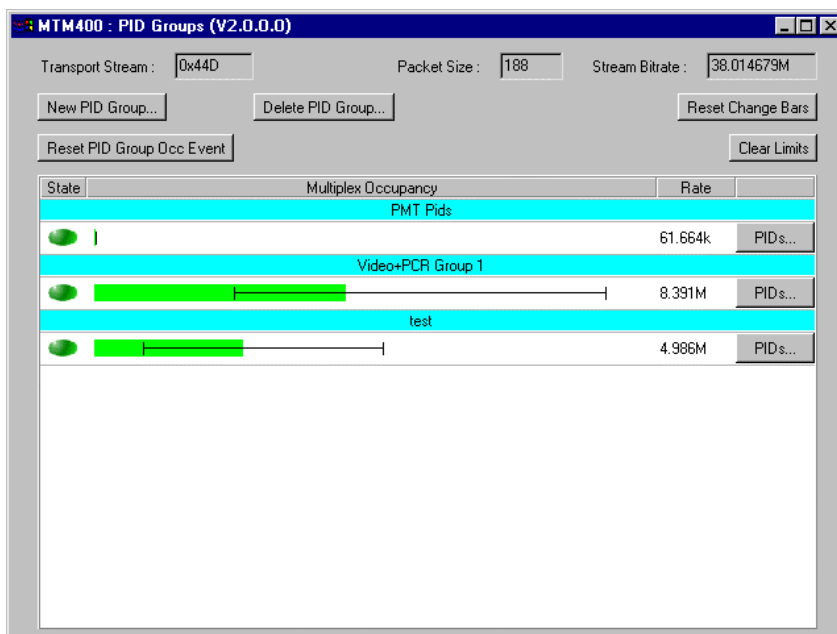 MTM400 : PID Groups (V2.0.0.0)
Transport Stream : 0x44D Packet Size : 188 Stream Bitrate : 38.014679M
New PID Group... Delete PID Group... Reset Change Bars
Reset PID Group Occ Event Clear Limits
State Multiplex Occupancy Rate
PMT Pids
61.664k PIDs...
Video+PCR Group 1
8.391M PIDs...
test
4.986M PIDs...